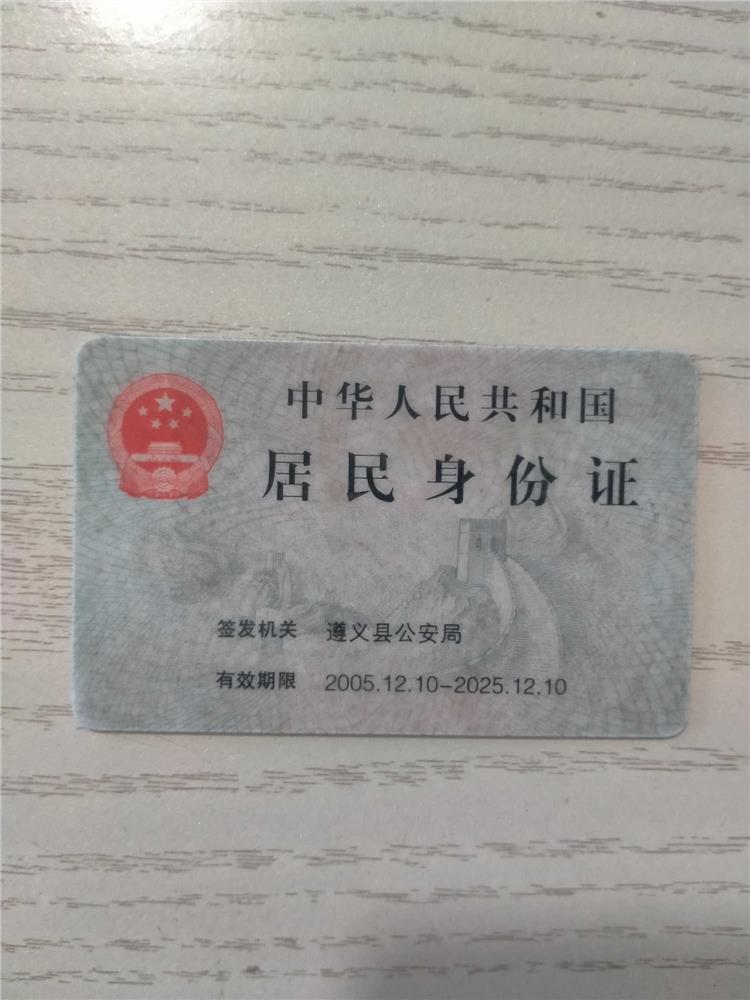 中华人民共和国
居民身份证
签发机关 遵义县公安局
有效期限 2005.12.10-2025.12.10